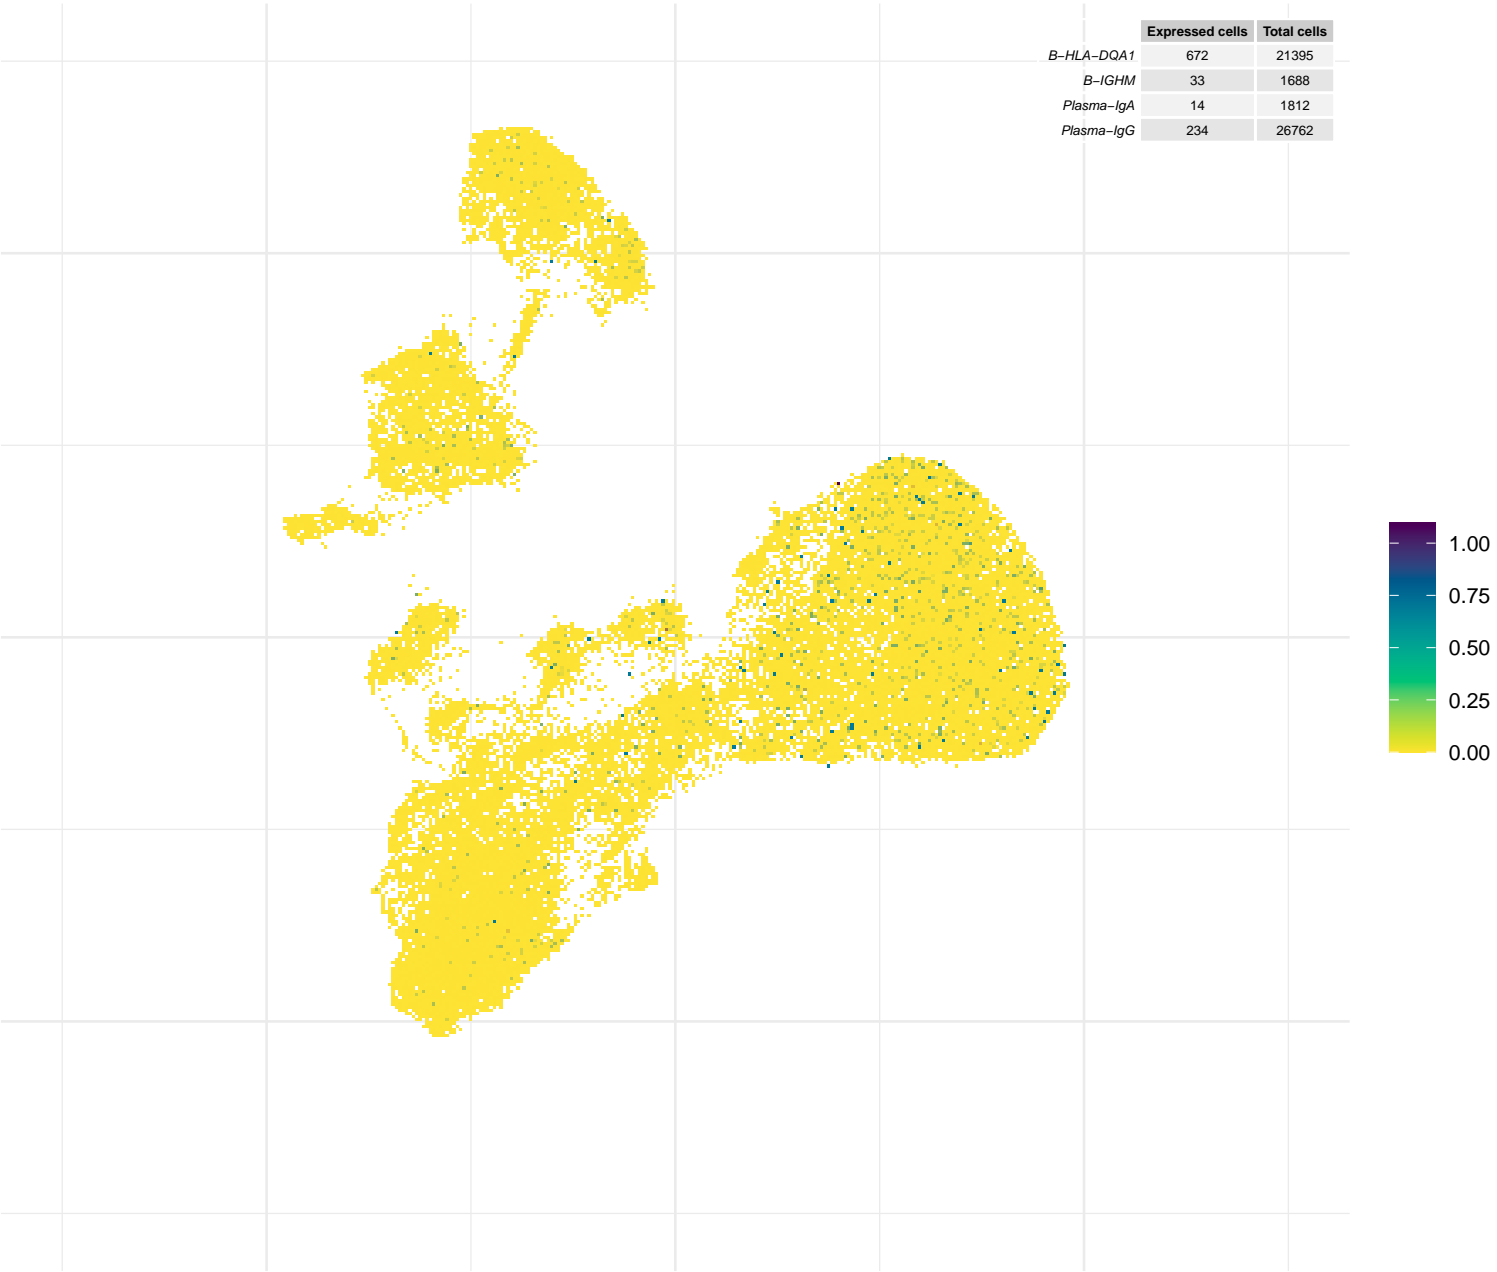 Expressed cells Total cells
B−HLA−DQA1 672 21395
B−IGHM 33 1688
Plasma−IgA 14 1812
Plasma−IgG 234 26762
1.00
0.75
0.50
0.25
0.00